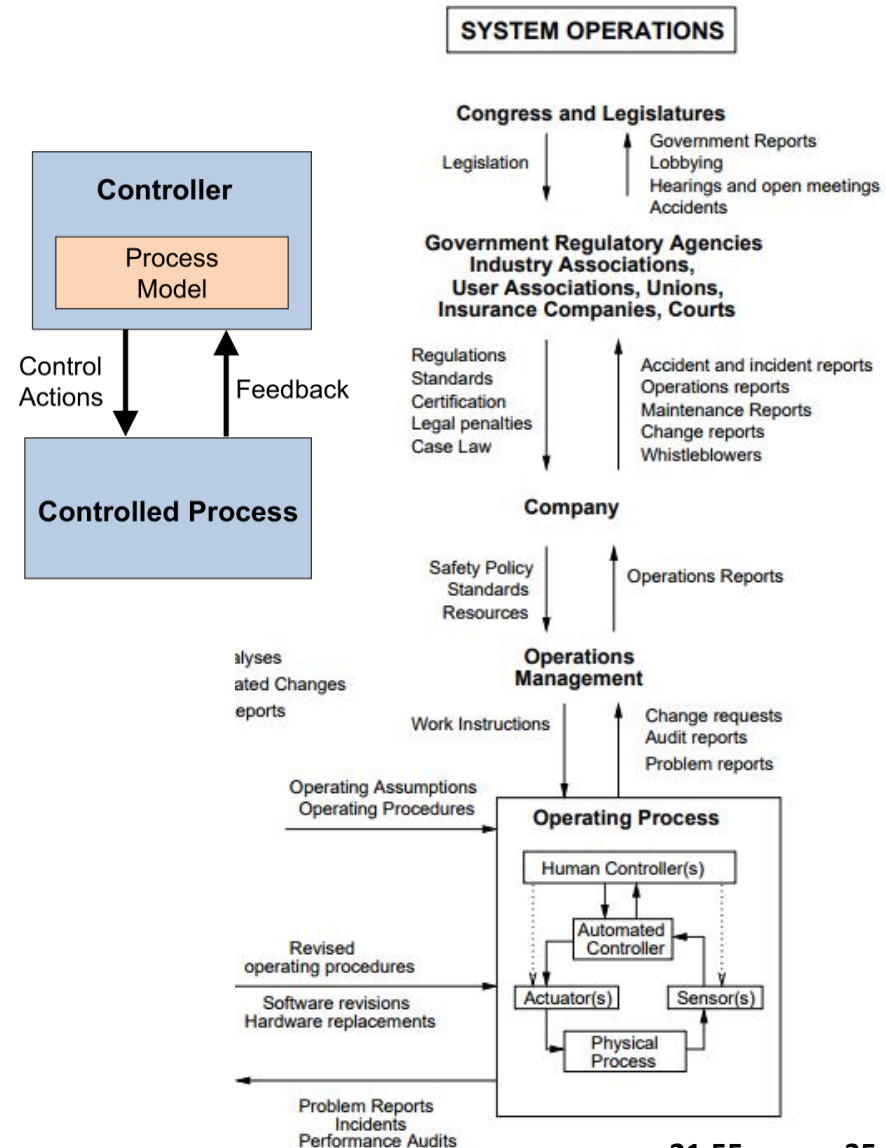 SYSTEM OPERATIONS
Controller
Process
Model
Control
Actions
Feedback
Controlled Process
Congress and Legislatures
Legislation
Government Reports
Lobbying
Hearings and open meetings
Accidents
Government Regulatory Agencies
Industry Associations,
User Associations, Unions,
Insurance Companies, Courts
Regulations
Standards
Certification
Legal penalties
Case Law
Accident and incident reports
Operations reports
Maintenance Reports
Change reports
Whistleblowers
Company
Safety Policy
Standards
Resources
Operations Reports
alyses
ated Changes
eports
Operations
Management
Work Instructions
Change requests
Audit reports
Problem reports
Operating Assumptions
Operating Procedures
Operating Process
Human Controller(s)
Automated
Controller
Actuator(s)
Sensor(s)
Physical
Process
Revised
operating procedures
Software revisions
Hardware replacements
Problem Reports
Incidents
Performance Audits